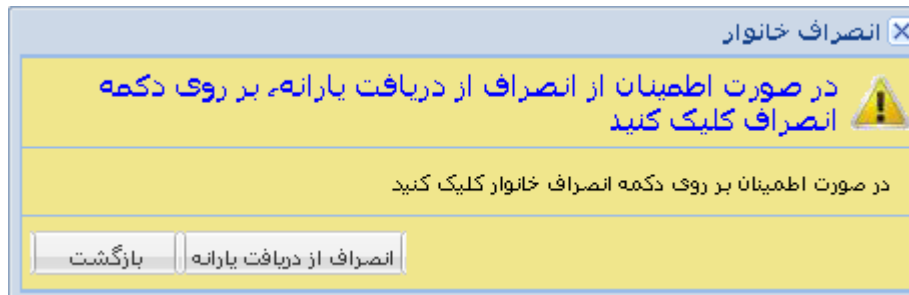 انصراف خانوار
در صورت اطمینان از انصراف از دریافت یارانه، بر روی دکمه
انصراف کلیک کنید
در صورت اطمینان بر روی دکمه انصراف خانوار کلیک کنید
انصراف از دریافت یارانه
بازگشت